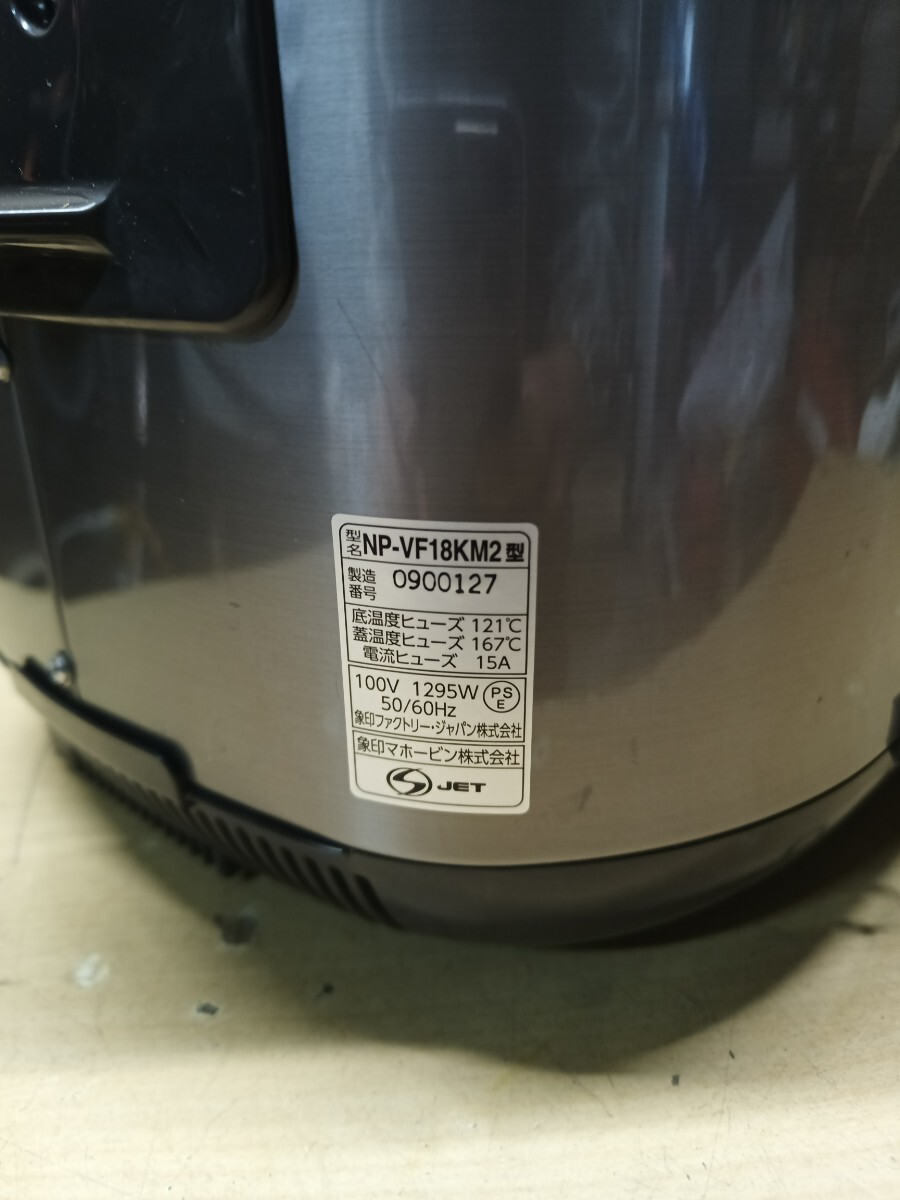 型名 NP-VF18KM2型
製造番号 0900127
底温度ヒューズ 121℃
蓋温度ヒューズ 167℃
電流ヒューズ 15A
100V 1295W PSE
50/60Hz
象印ファクトリー・ジャパン株式会社
象印マホービン株式会社
S JET